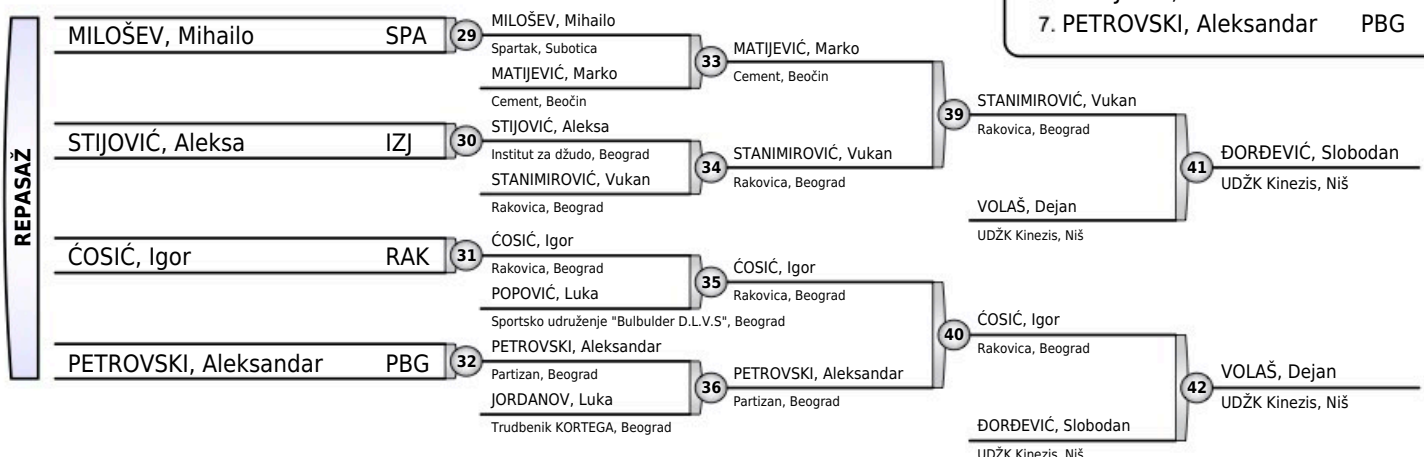 7. PETROVSKI, Aleksandar PBG
REPASAŽ
MILOŠEV, Mihailo SPA
29
MILOŠEV, Mihailo
Spartak, Subotica
MATIJEVIĆ, Marko
Cement, Beočin
33
MATIJEVIĆ, Marko
Cement, Beočin
STIJOVIĆ, Aleksa IZJ
30
STIJOVIĆ, Aleksa
Institut za džudo, Beograd
STANIMIROVIĆ, Vukan
Rakovica, Beograd
34
STANIMIROVIĆ, Vukan
Rakovica, Beograd
39
STANIMIROVIĆ, Vukan
Rakovica, Beograd
VOLAŠ, Dejan
UDŽK Kinezis, Niš
41
ĐORĐEVIĆ, Slobodan
UDŽK Kinezis, Niš
ĆOSIĆ, Igor RAK
31
ĆOSIĆ, Igor
Rakovica, Beograd
POPOVIĆ, Luka
Sportsko udruženje "Bulbulder D.L.V.S", Beograd
35
ĆOSIĆ, Igor
Rakovica, Beograd
PETROVSKI, Aleksandar PBG
32
PETROVSKI, Aleksandar
Partizan, Beograd
JORDANOV, Luka
Trudbenik KORTEGA, Beograd
36
PETROVSKI, Aleksandar
Partizan, Beograd
40
ĆOSIĆ, Igor
Rakovica, Beograd
ĐORĐEVIĆ, Slobodan
UDŽK Kinezis, Niš
42
VOLAŠ, Dejan
UDŽK Kinezis, Niš